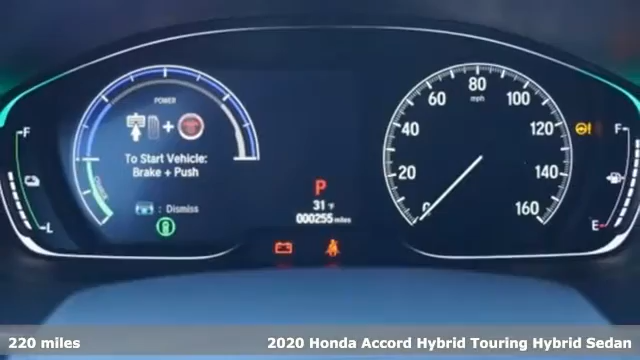 POWER
+
To Start Vehicle:
Brake + Push
: Dismiss
CHARGE
F
L
P
31 °F
000255 miles
0
20
40
60
80
mph
100
120
140
160
F
E
220 miles
2020 Honda Accord Hybrid Touring Hybrid Sedan